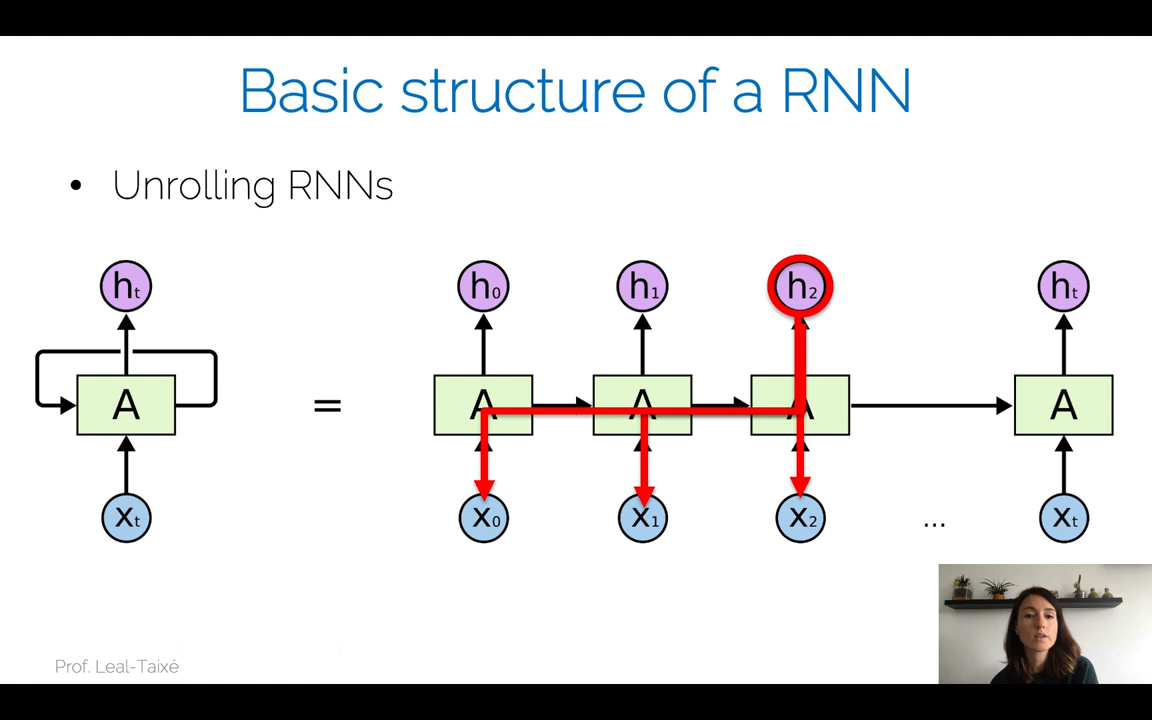 Basic structure of a RNN
• Unrolling RNNs
hₜ h₀ h₁ h₂ hₜ
A = A A A A
xₜ x₀ x₁ x₂ ... xₜ
Prof. Leal-Taixé